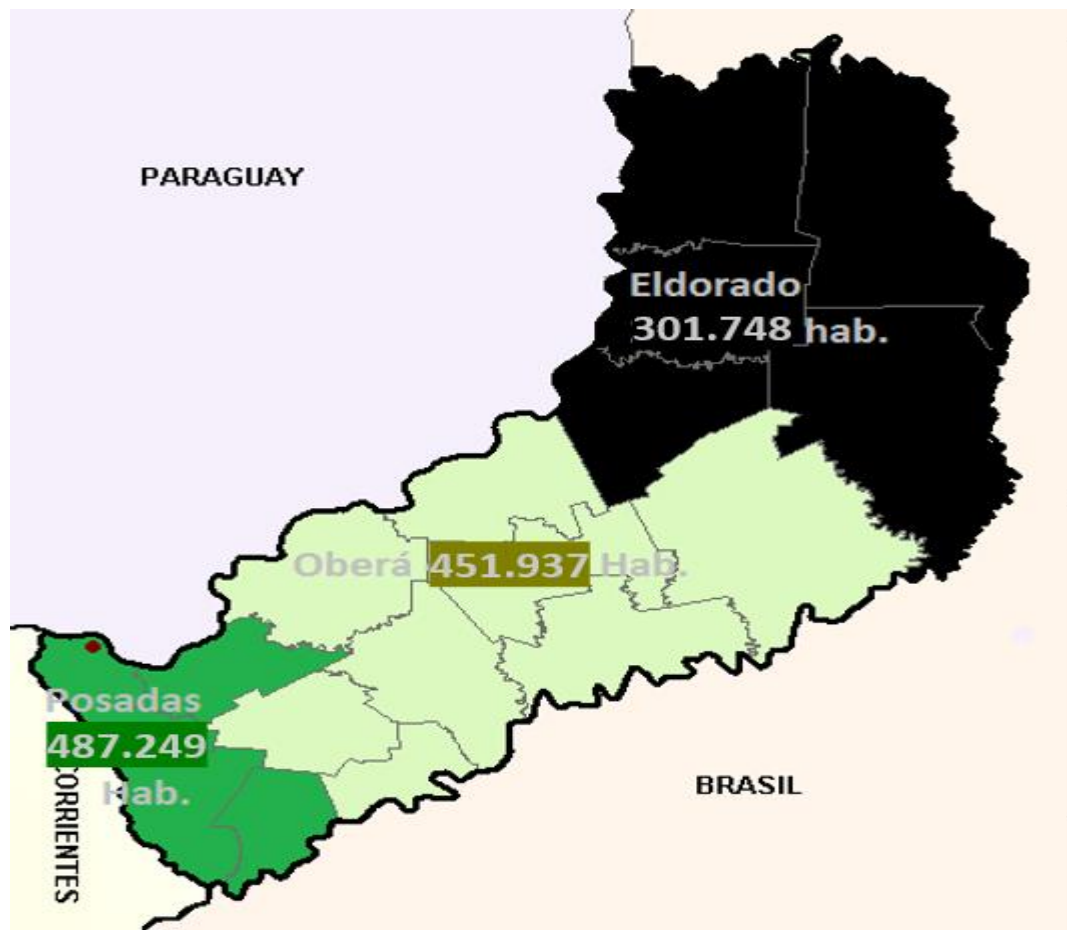 PARAGUAY
Eldorado
301.748 hab.
Oberá 451.937 Hab.
Posadas
487.249
Hab.
BRASIL
CORRIENTES